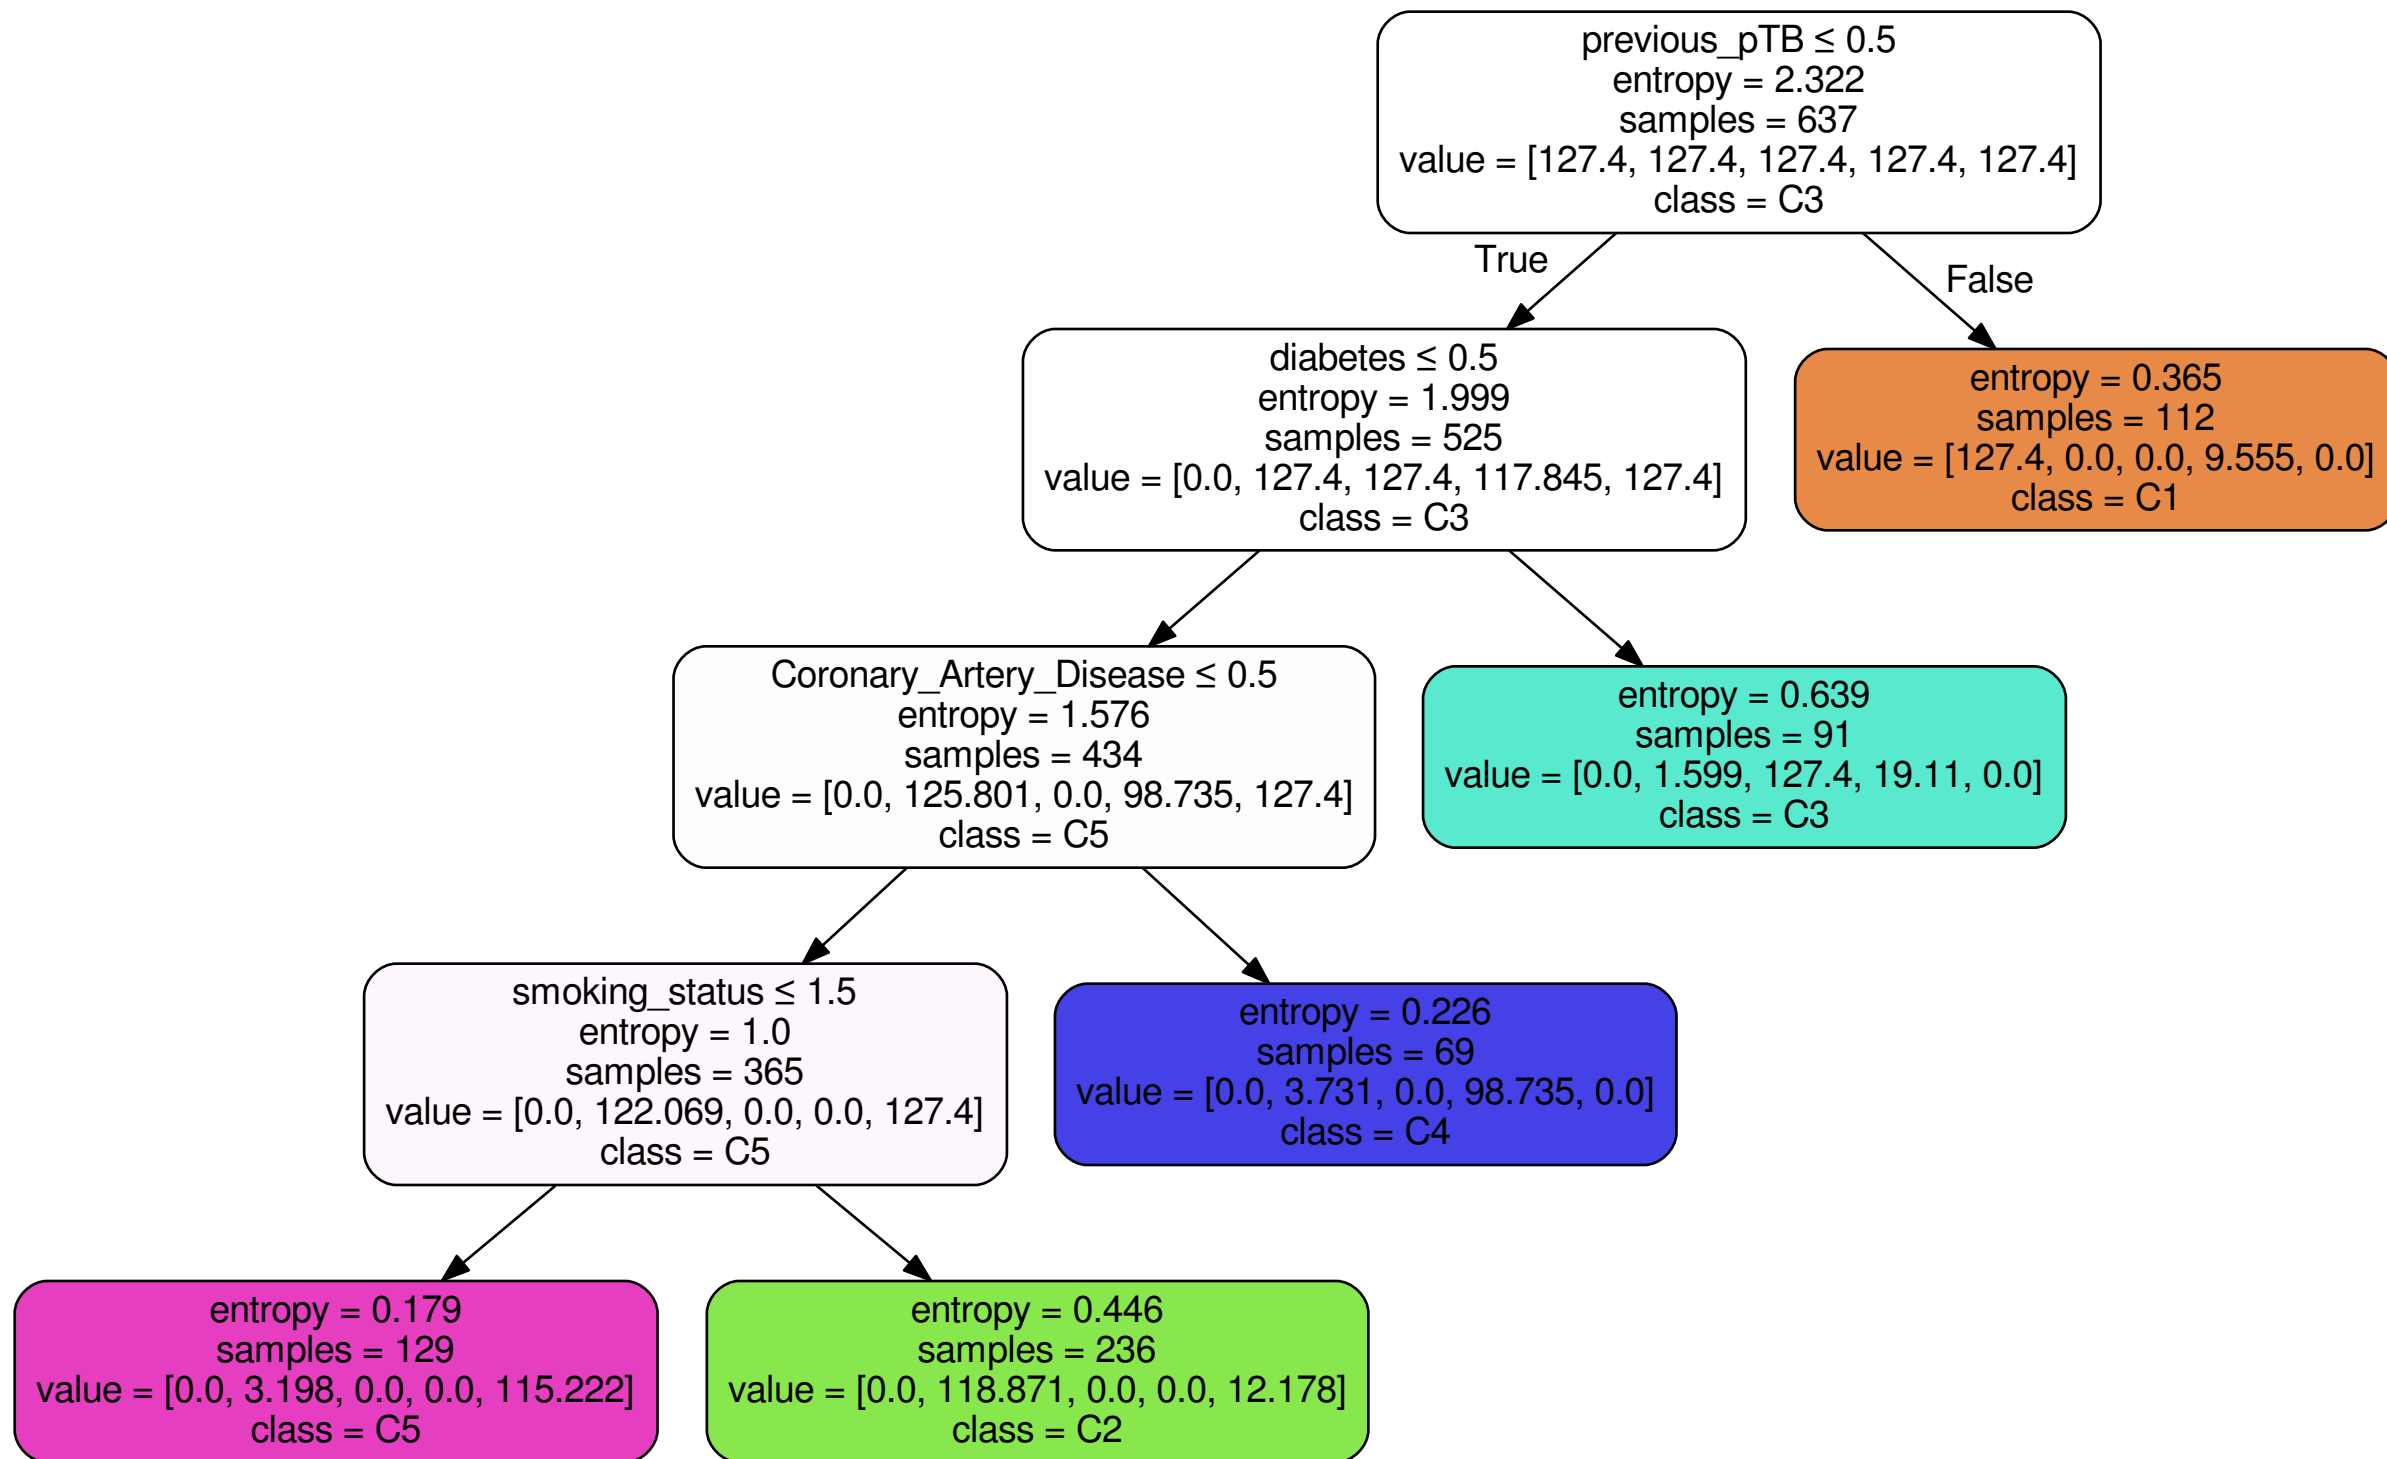 previous_pTB ≤ 0.5
entropy = 2.322
samples = 637
value = [127.4, 127.4, 127.4, 127.4, 127.4]
class = C3
True
False
diabetes ≤ 0.5
entropy = 1.999
samples = 525
value = [0.0, 127.4, 127.4, 117.845, 127.4]
class = C3
entropy = 0.365
samples = 112
value = [127.4, 0.0, 0.0, 9.555, 0.0]
class = C1
Coronary_Artery_Disease ≤ 0.5
entropy = 1.576
samples = 434
value = [0.0, 125.801, 0.0, 98.735, 127.4]
class = C5
entropy = 0.639
samples = 91
value = [0.0, 1.599, 127.4, 19.11, 0.0]
class = C3
smoking_status ≤ 1.5
entropy = 1.0
samples = 365
value = [0.0, 122.069, 0.0, 0.0, 127.4]
class = C5
entropy = 0.226
samples = 69
value = [0.0, 3.731, 0.0, 98.735, 0.0]
class = C4
entropy = 0.179
samples = 129
value = [0.0, 3.198, 0.0, 0.0, 115.222]
class = C5
entropy = 0.446
samples = 236
value = [0.0, 118.871, 0.0, 0.0, 12.178]
class = C2